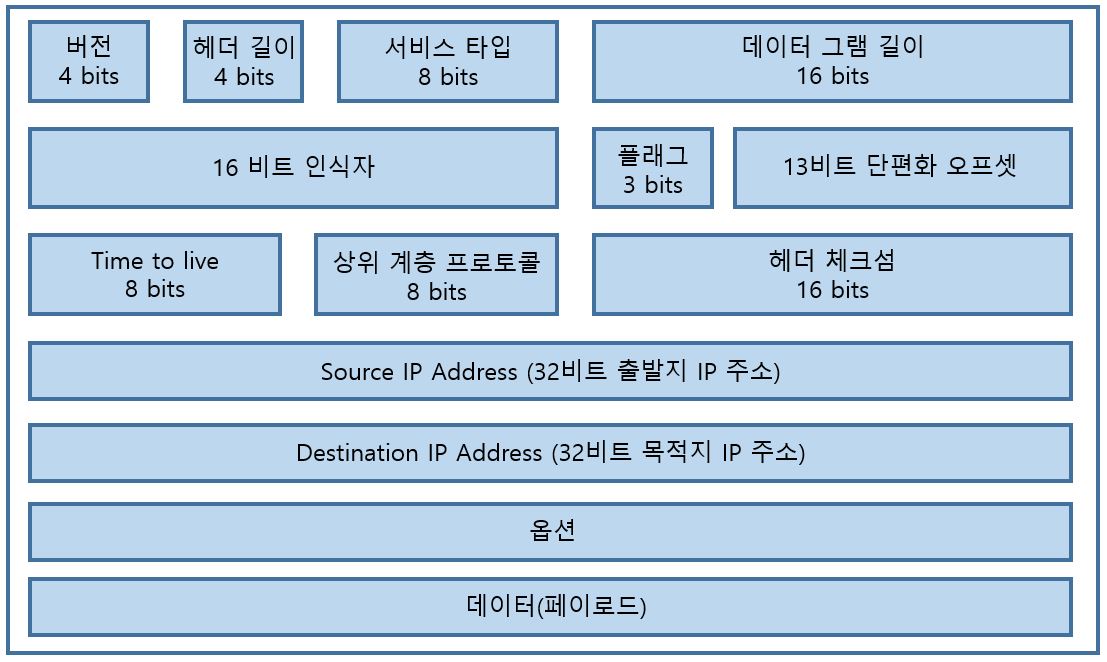 버전
4 bits
헤더 길이
4 bits
서비스 타입
8 bits
데이터 그램 길이
16 bits
16 비트 인식자
플래그
3 bits
13비트 단편화 오프셋
Time to live
8 bits
상위 계층 프로토콜
8 bits
헤더 체크섬
16 bits
Source IP Address (32비트 출발지 IP 주소)
Destination IP Address (32비트 목적지 IP 주소)
옵션
데이터(페이로드)